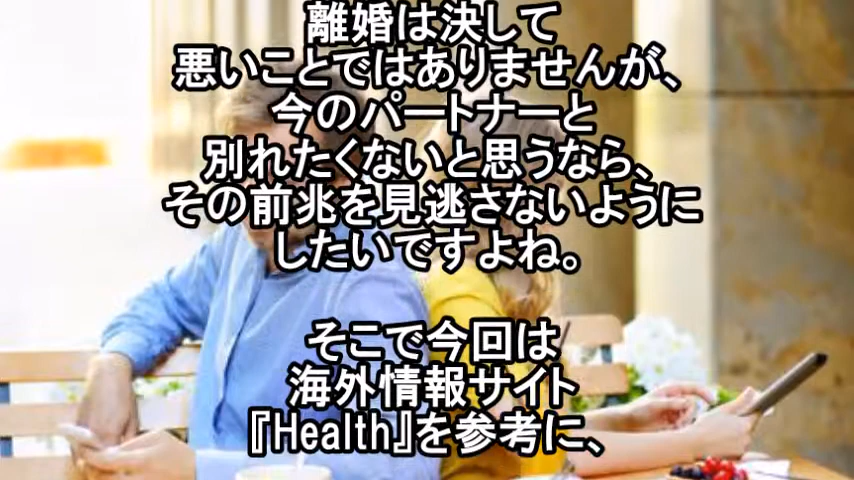 離婚は決して
悪いことではありませんが、
今のパートナーと
別れたくないと思うなら、
その前兆を見逃さないように
したいですよね。
そこで今回は
海外情報サイト
『Health』を参考に、